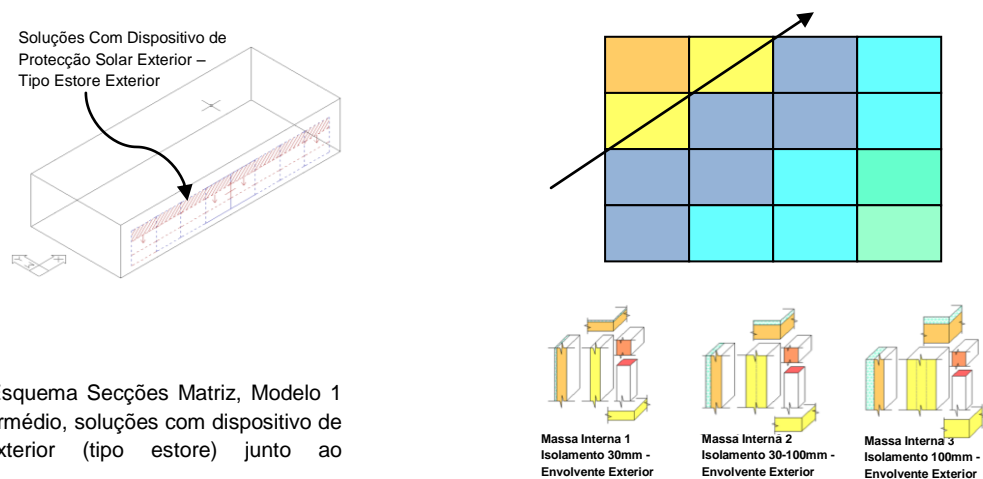 Soluções Com Dispositivo de
Protecção Solar Exterior –
Tipo Estore Exterior
squema Secções Matriz, Modelo 1
rmédio, soluções com dispositivo de
xterior (tipo estore) junto ao
Massa Interna 1
Isolamento 30mm -
Envolvente Exterior
Massa Interna 2
Isolamento 30-100mm -
Envolvente Exterior
Massa Interna 3
Isolamento 100mm -
Envolvente Exterior